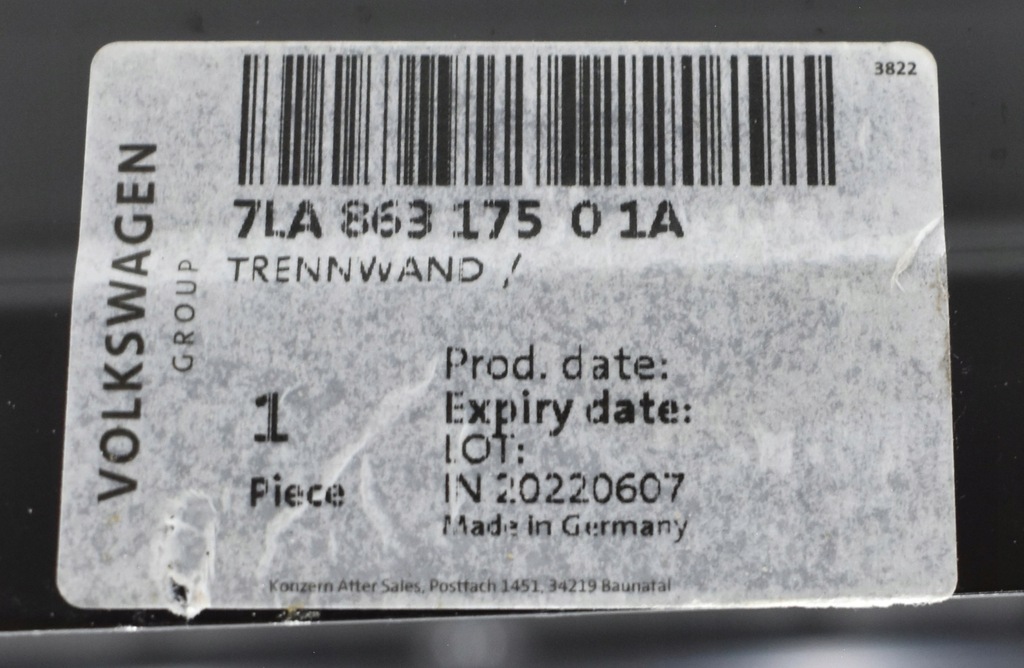 3822
7LA 863 175 0 1A
TRENNWAND /
VOLKSWAGEN
GROUP
1
Piece
Prod. date:
Expiry date:
LOT:
IN 20220607
Made in Germany
Konzern After Sales, Postfach 1451, 34219 Baunatal